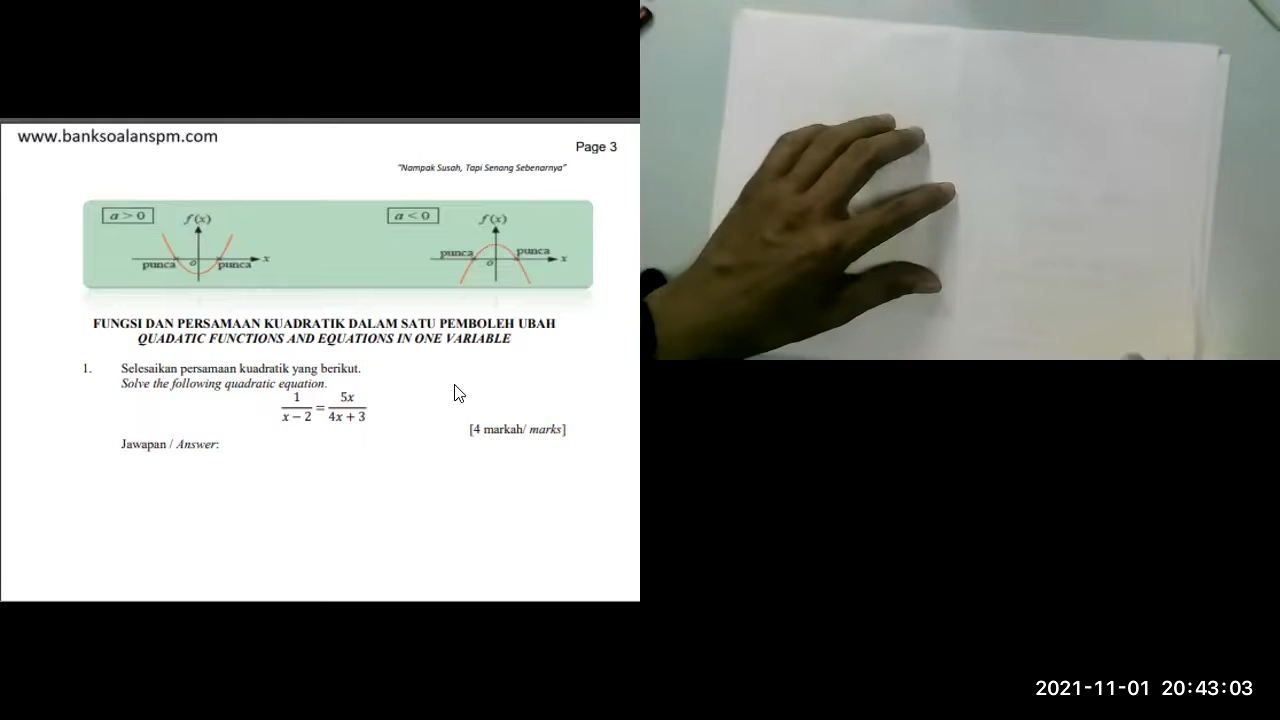 www.banksoalanspm.com
Page 3
"Nampak Susah, Tapi Senang Sebenarnya"
a > 0
f(x)
punca
o
punca
x
a < 0
f(x)
punca
o
punca
x
FUNGSI DAN PERSAMAAN KUADRATIK DALAM SATU PEMBOLEH UBAH
QUADATIC FUNCTIONS AND EQUATIONS IN ONE VARIABLE
1. Selesaikan persamaan kuadratik yang berikut.
Solve the following quadratic equation.
1/(x − 2) = 5x/(4x + 3)
[4 markah/ marks]
Jawapan / Answer:
2021-11-01 20:43:03